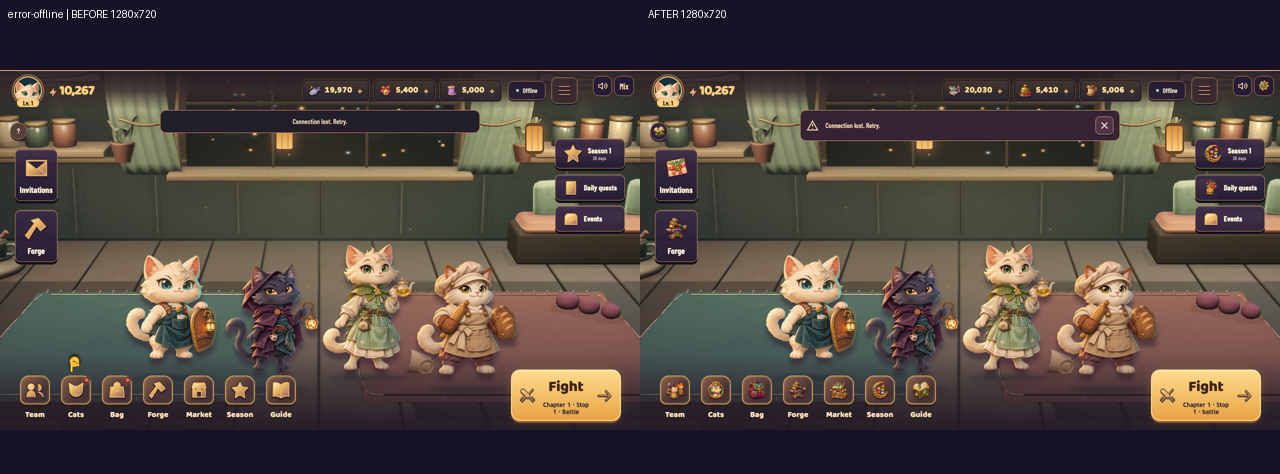 error-offline | BEFORE 1280x720
Lv. 1
10,267
19,970 +
5,400 +
5,000 +
Offline
Mix
Connection lost. Retry.
?
Invitations
Forge
Season 1
28 days
Daily quests
Events
Team
Cats
Bag
Forge
Market
Season
Guide
Fight
Chapter 1 · Stop
1 · Battle
AFTER 1280x720
Lv. 1
10,267
20,030 +
5,410 +
5,006 +
Offline
Connection lost. Retry.
Invitations
Forge
Season 1
28 days
Daily quests
Events
Team
Cats
Bag
Forge
Market
Season
Guide
Fight
Chapter 1 · Stop
1 · battle